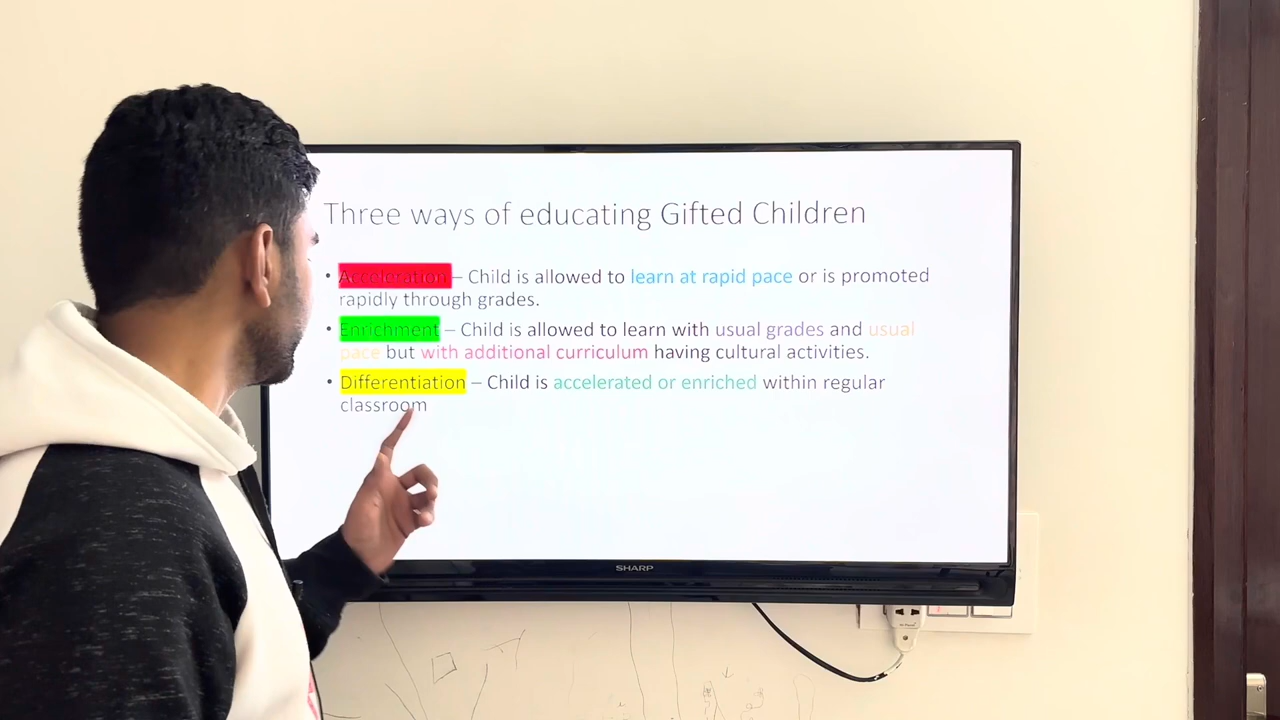 Three ways of educating Gifted Children
• Acceleration – Child is allowed to learn at rapid pace or is promoted
rapidly through grades.
• Enrichment – Child is allowed to learn with usual grades and usual
pace but with additional curriculum having cultural activities.
• Differentiation – Child is accelerated or enriched within regular
classroom
SHARP